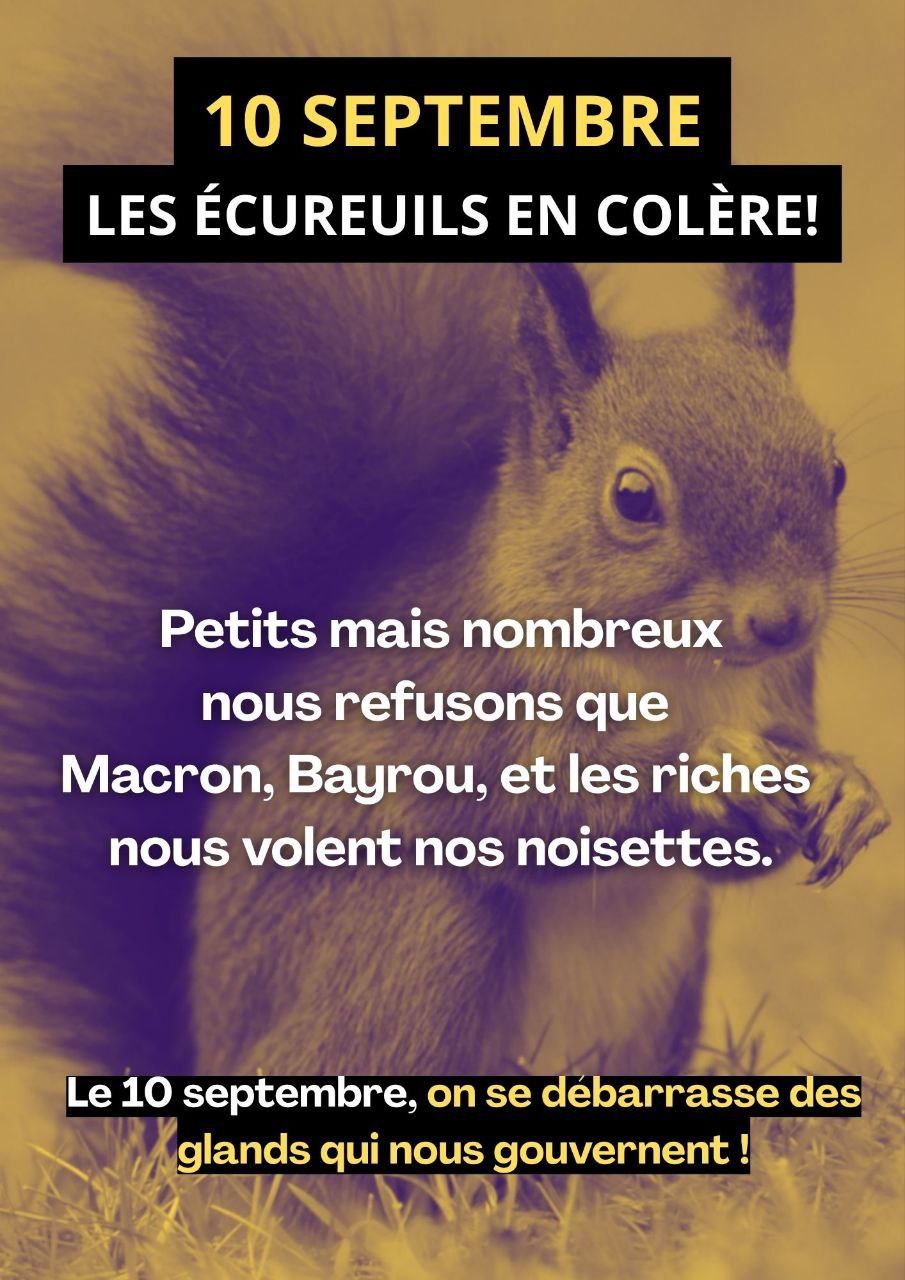 10 SEPTEMBRE
LES ÉCUREUILS EN COLÈRE!
Petits mais nombreux
nous refusons que
Macron, Bayrou, et les riches
nous volent nos noisettes.
Le 10 septembre, on se débarrasse des
glands qui nous gouvernent !